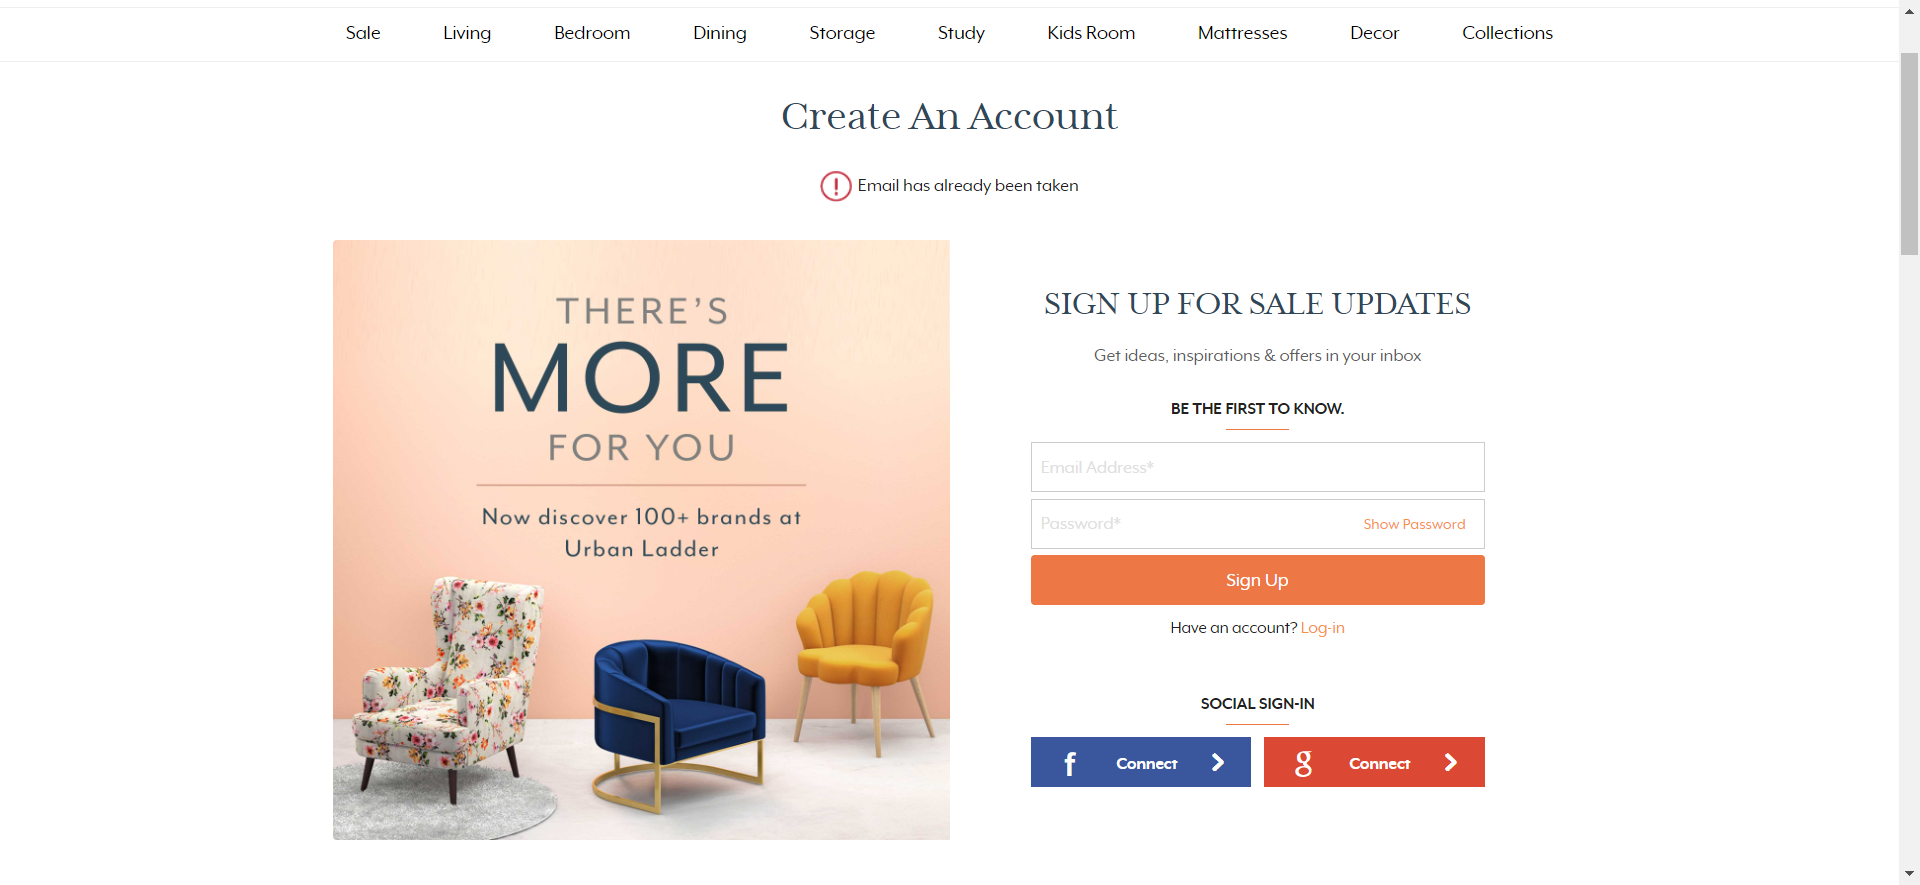 Sale Living Bedroom Dining Storage Study Kids Room Mattresses Decor Collections
Create An Account
Email has already been taken
THERE'S
MORE
FOR YOU
Now discover 100+ brands at
Urban Ladder
SIGN UP FOR SALE UPDATES
Get ideas, inspirations & offers in your inbox
BE THE FIRST TO KNOW.
Email Address*
Password* Show Password
Sign Up
Have an account? Log-in
SOCIAL SIGN-IN
f Connect g Connect